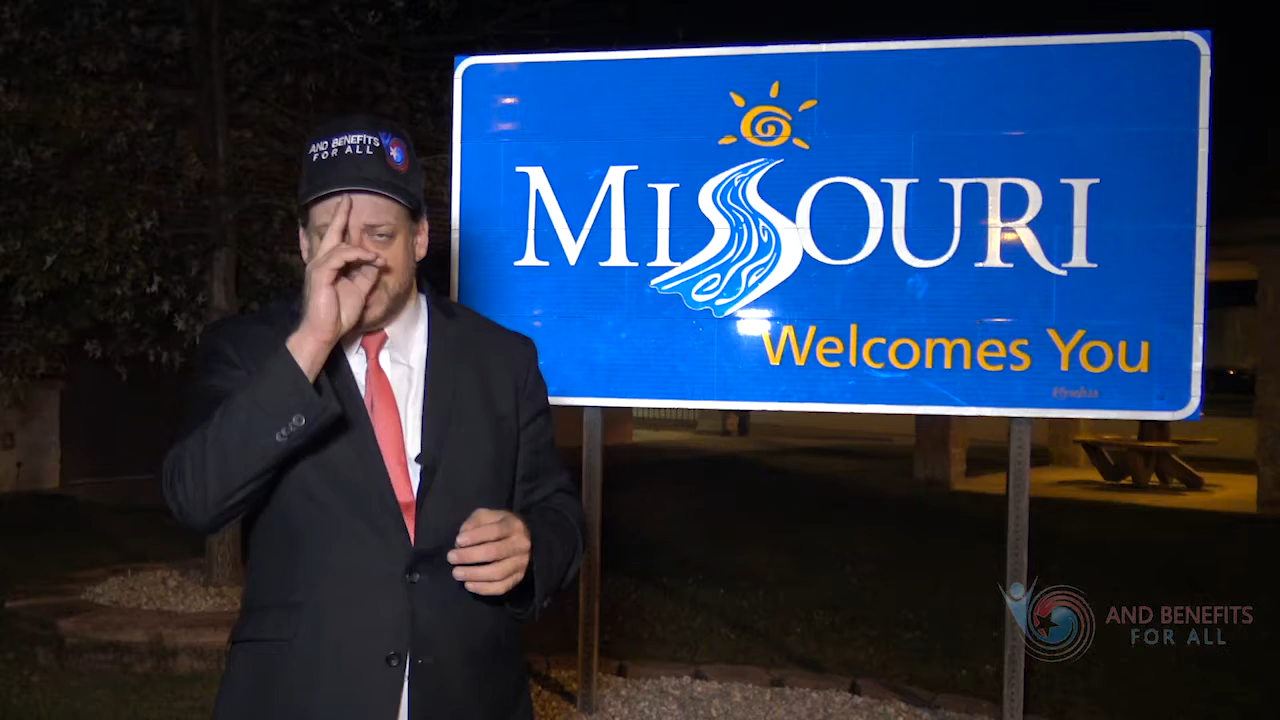 AND BENEFITS
FOR ALL
MISSOURI
Welcomes You
AND BENEFITS
FOR ALL